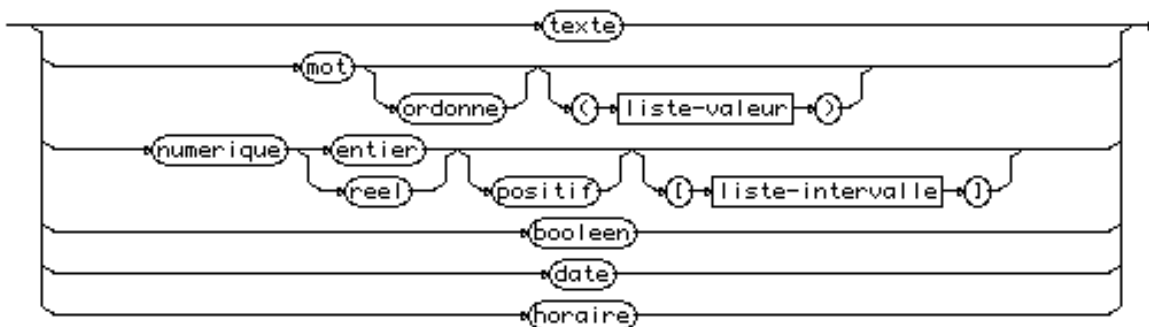 texte
mot
ordonne ( liste-valeur )
numerique entier
reel positif [ liste-intervalle ]
booleen
date
horaire